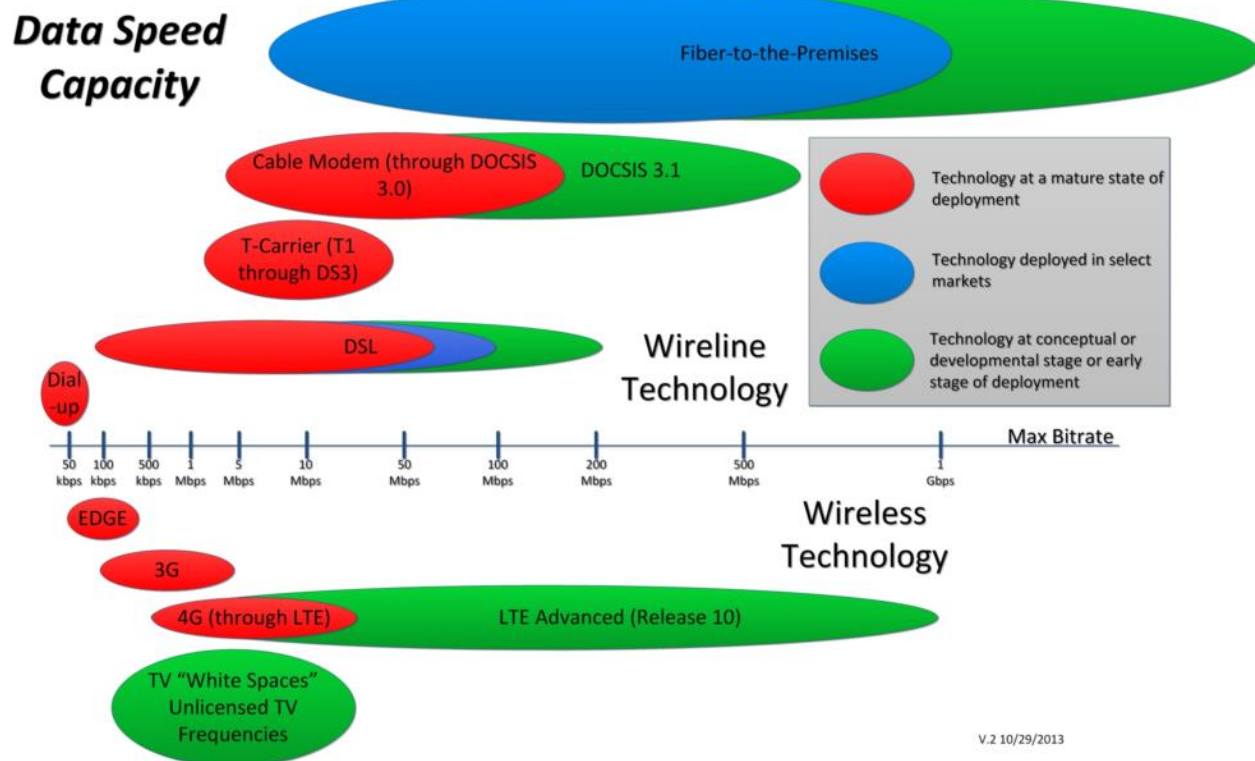 Data Speed
Capacity
Fiber-to-the-Premises
Cable Modem (through DOCSIS
3.0)
DOCSIS 3.1
T-Carrier (T1
through DS3)
DSL
Dial
-up
Wireline
Technology
Technology at a mature state of
deployment
Technology deployed in select
markets
Technology at conceptual or
developmental stage or early
stage of deployment
Max Bitrate
50
kbps
100
kbps
500
kbps
1
Mbps
5
Mbps
10
Mbps
50
Mbps
100
Mbps
200
Mbps
500
Mbps
1
Gbps
Wireless
Technology
EDGE
3G
4G (through LTE)
LTE Advanced (Release 10)
TV “White Spaces”
Unlicensed TV
Frequencies
V.2 10/29/2013